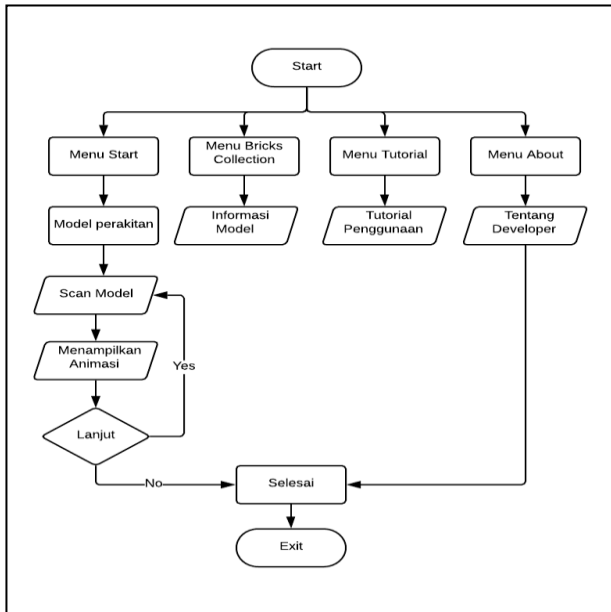 Start
Menu Start
Menu Bricks
Collection
Menu Tutorial
Menu About
Model perakitan
Informasi
Model
Tutorial
Penggunaan
Tentang
Developer
Scan Model
Menampilkan
Animasi
Yes
Lanjut
No
Selesai
Exit